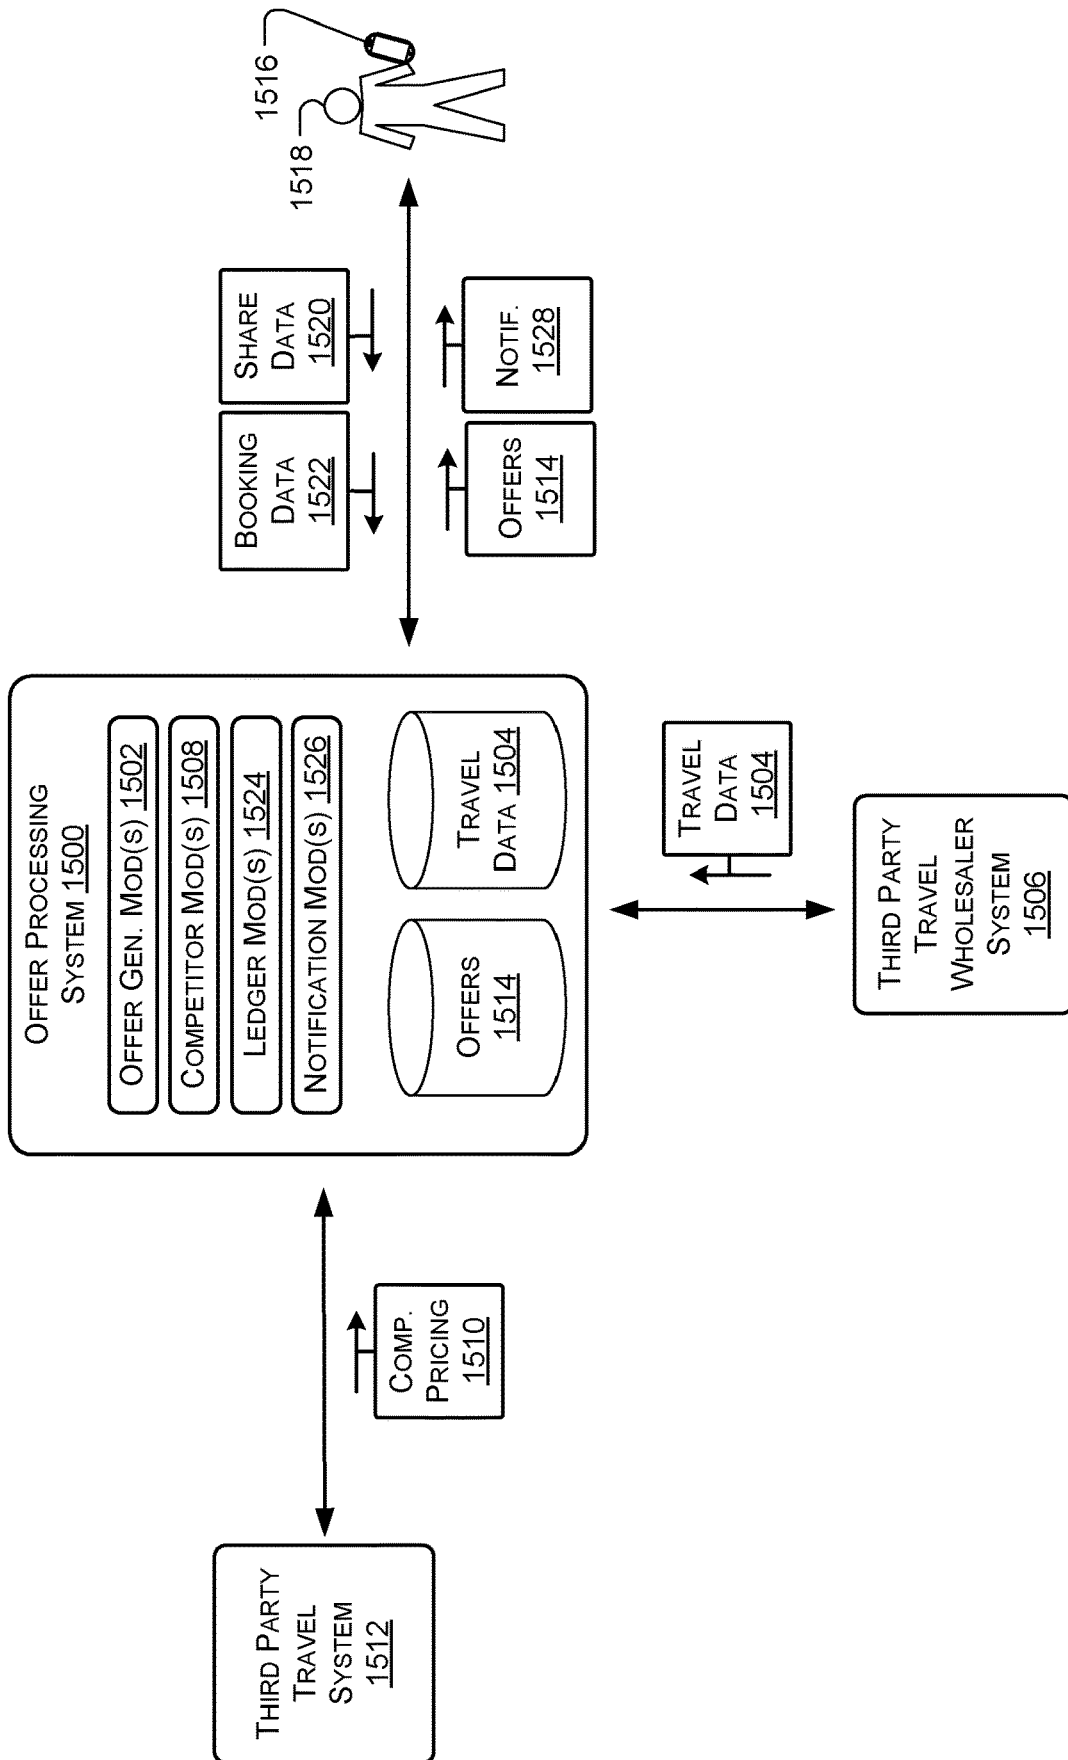 OFFER PROCESSING
SYSTEM 1500
OFFER GEN. MOD(S) 1502
COMPETITOR MOD(S) 1508
LEDGER MOD(S) 1524
NOTIFICATION MOD(S) 1526
OFFERS
1514
TRAVEL
DATA 1504
THIRD PARTY
TRAVEL
SYSTEM
1512
COMP.
PRICING
1510
BOOKING
DATA
1522
SHARE
DATA
1520
OFFERS
1514
NOTIF.
1528
1518
1516
TRAVEL
DATA
1504
THIRD PARTY
TRAVEL
WHOLESALER
SYSTEM
1506